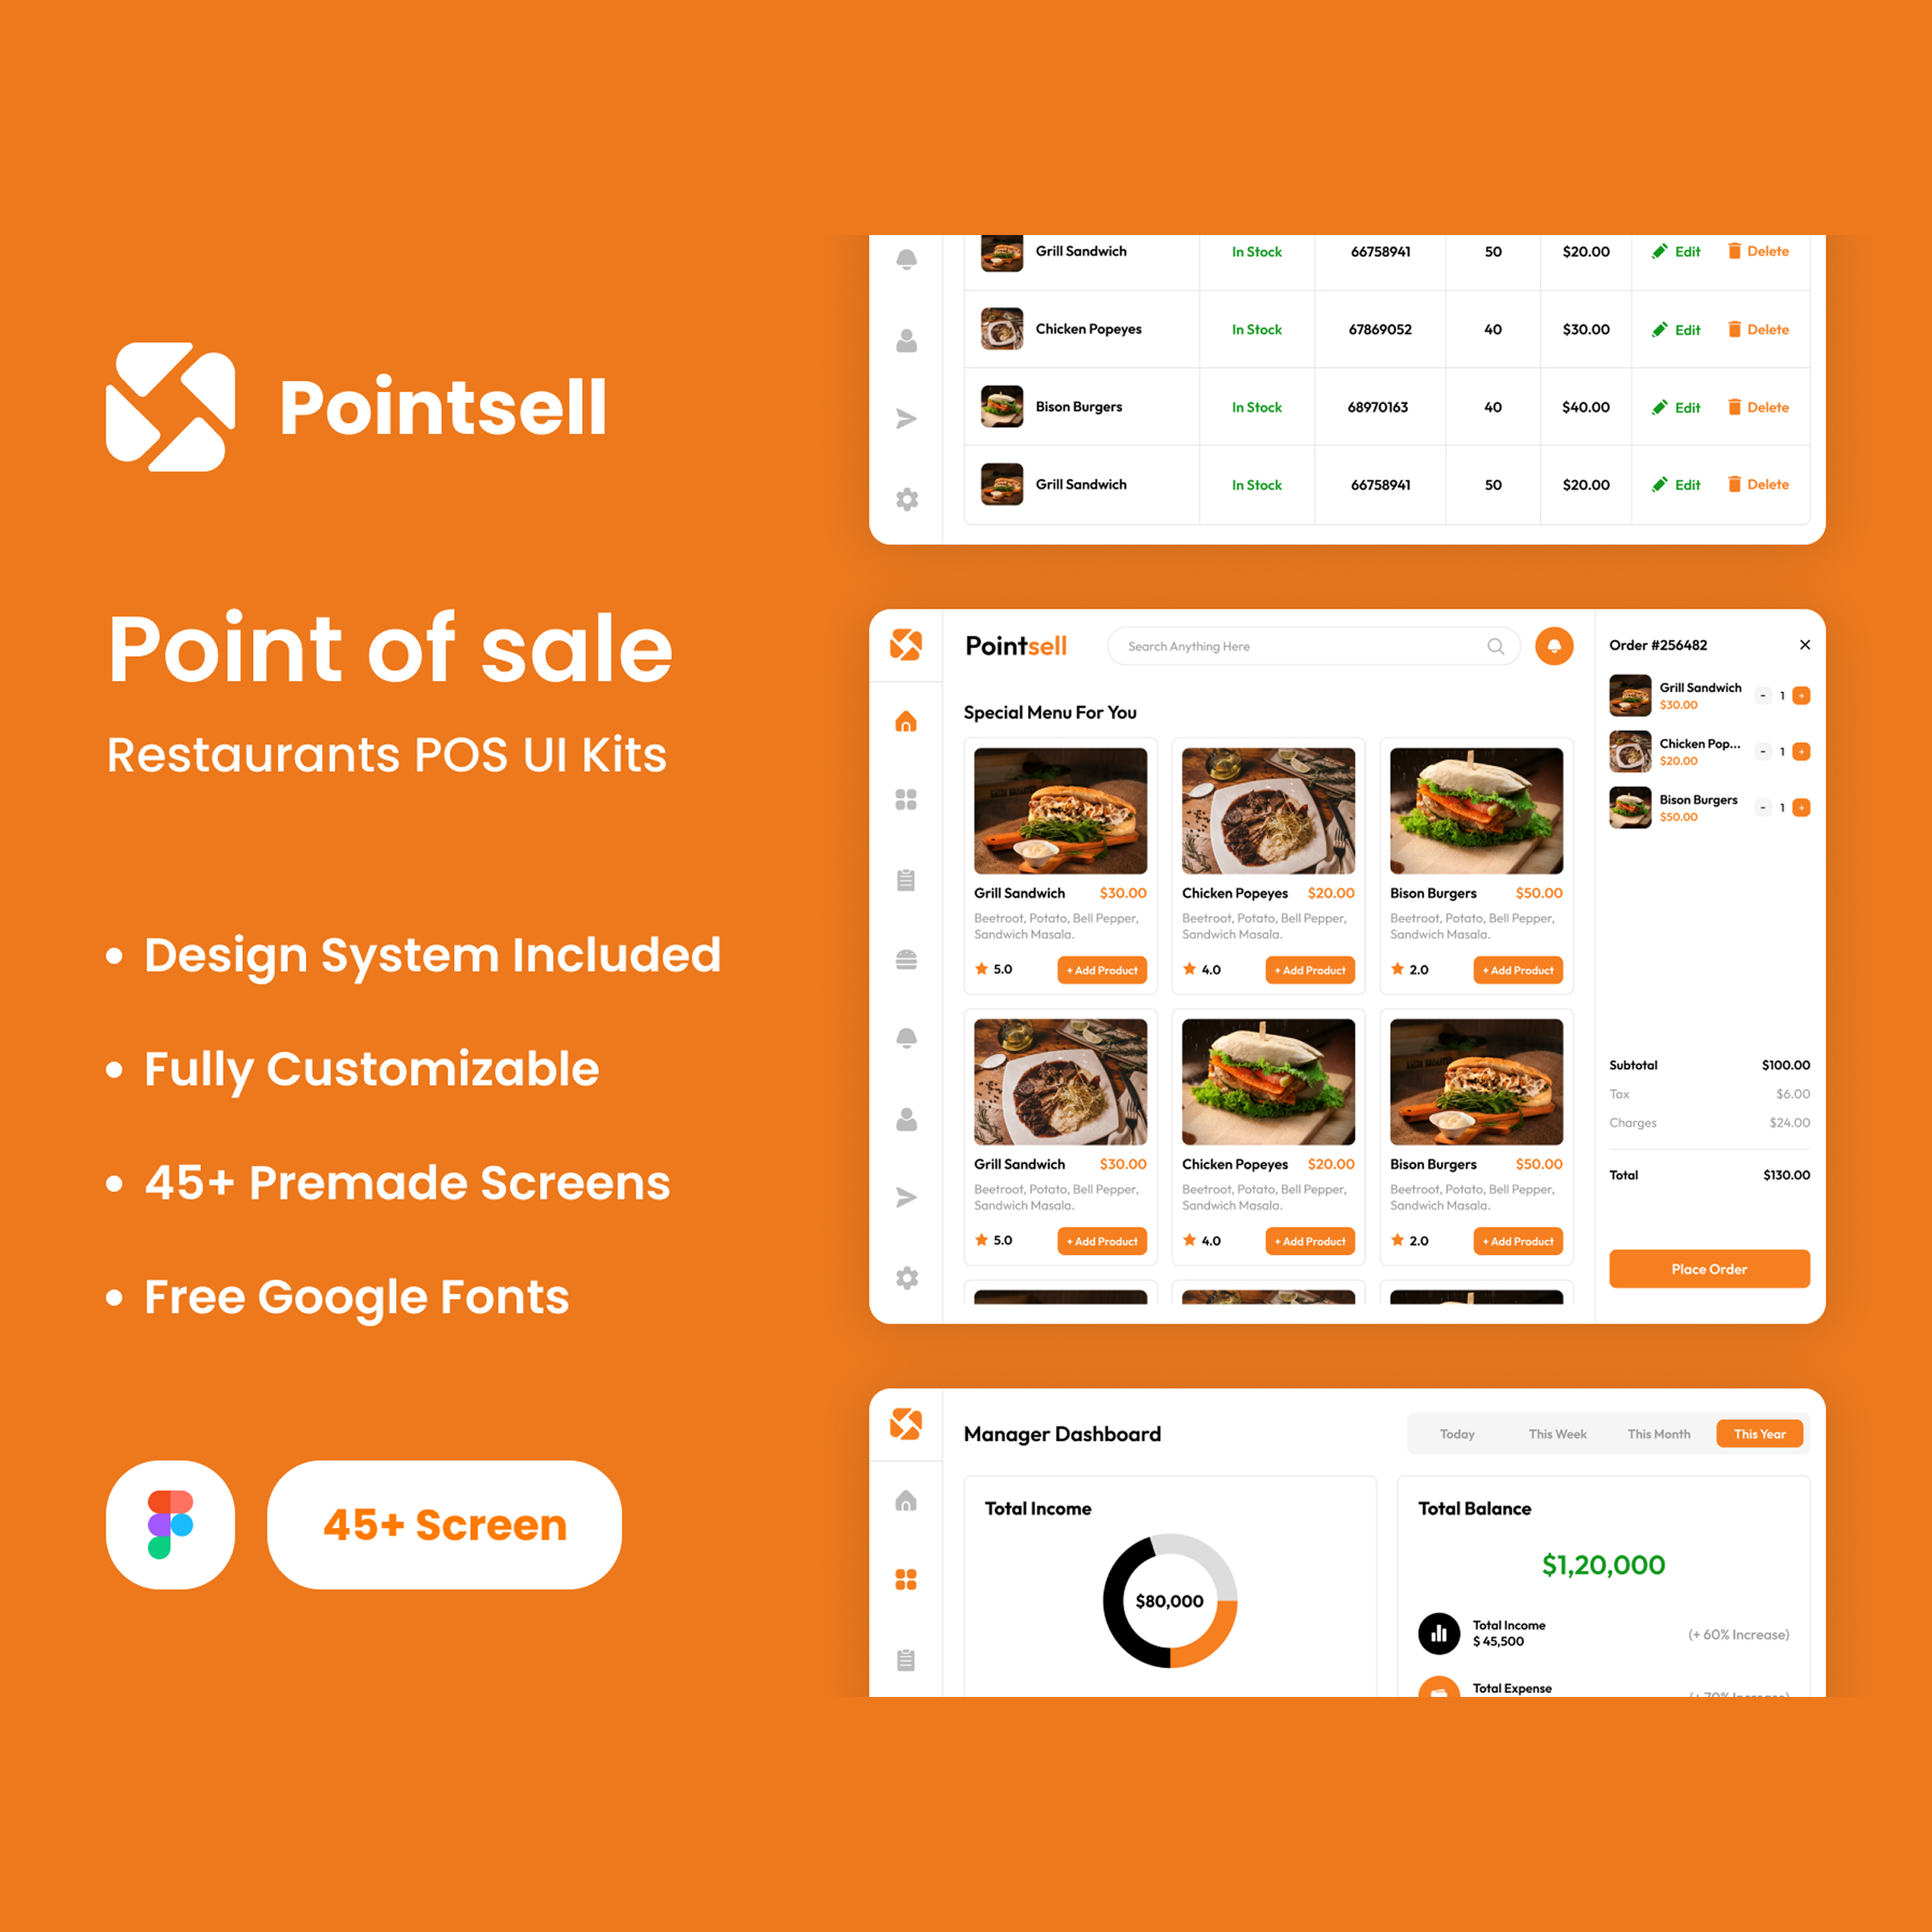 Pointsell
Point of sale
Restaurants POS UI Kits
• Design System Included
• Fully Customizable
• 45+ Premade Screens
• Free Google Fonts
45+ Screen
Grill Sandwich In Stock 66758941 50 $20.00 Edit Delete
Chicken Popeyes In Stock 67869052 40 $30.00 Edit Delete
Bison Burgers In Stock 68970163 40 $40.00 Edit Delete
Grill Sandwich In Stock 66758941 50 $20.00 Edit Delete
Pointsell Search Anything Here
Special Menu For You
Grill Sandwich $30.00
Beetroot, Potato, Bell Pepper,
Sandwich Masala.
5.0 + Add Product
Chicken Popeyes $20.00
Beetroot, Potato, Bell Pepper,
Sandwich Masala.
4.0 + Add Product
Bison Burgers $50.00
Beetroot, Potato, Bell Pepper,
Sandwich Masala.
2.0 + Add Product
Grill Sandwich $30.00
Beetroot, Potato, Bell Pepper,
Sandwich Masala.
5.0 + Add Product
Chicken Popeyes $20.00
Beetroot, Potato, Bell Pepper,
Sandwich Masala.
4.0 + Add Product
Bison Burgers $50.00
Beetroot, Potato, Bell Pepper,
Sandwich Masala.
2.0 + Add Product
Order #256482
Grill Sandwich
$30.00
- 1 +
Chicken Pop...
$20.00
- 1 +
Bison Burgers
$50.00
- 1 +
Subtotal $100.00
Tax $6.00
Charges $24.00
Total $130.00
Place Order
Manager Dashboard
Today This Week This Month This Year
Total Income
$80,000
Total Balance
$1,20,000
Total Income
$ 45,500
(+ 60% Increase)
Total Expense
(+ 70% Increase)